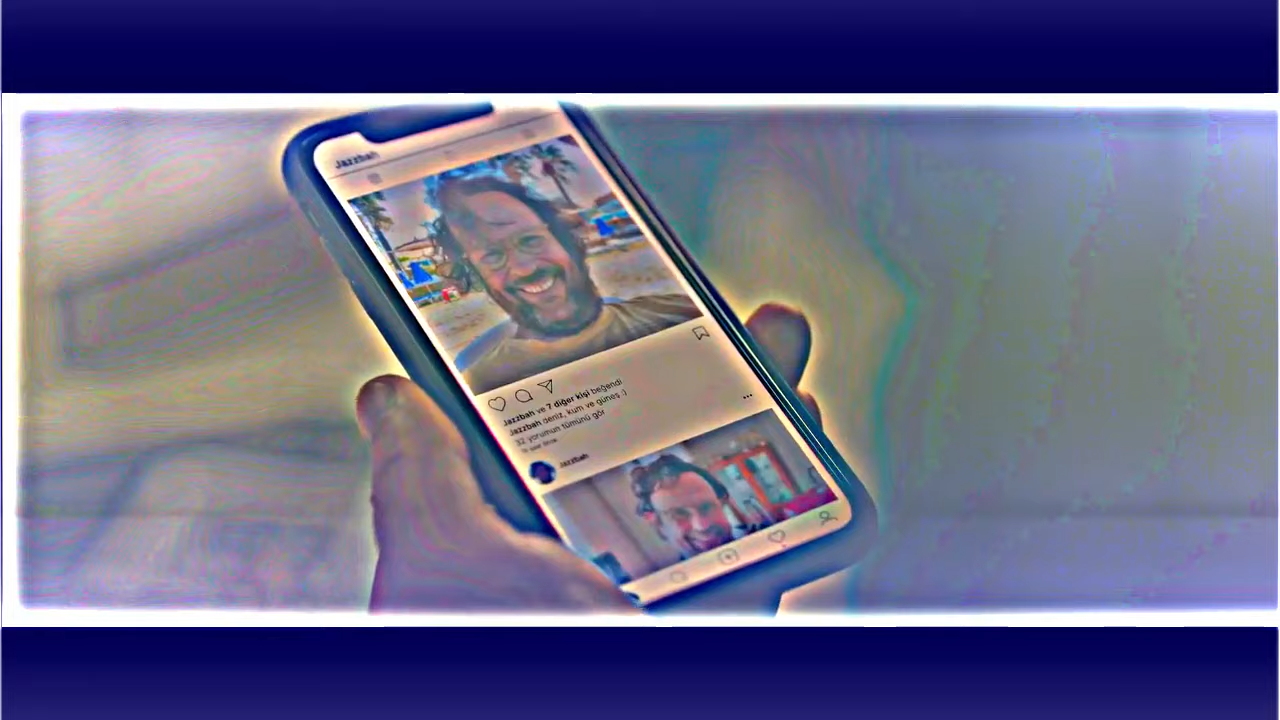 Jazzbah
Jazzbah ve 7 diğer kişi beğendi
Jazzbah deniz, kum ve güneş :)
32 yorumun tümünü gör
Jazzbah